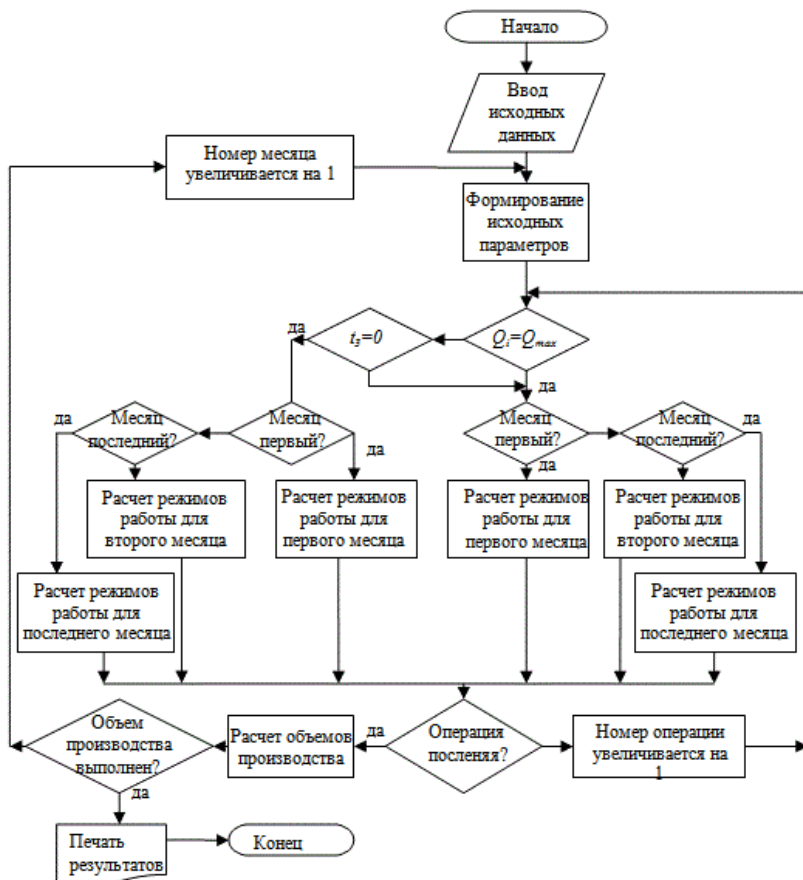 Начало
Ввод
исходных
данных
Номер месяца
увеличивается на 1
Формирование
исходных
параметров
да
t₃=0
Qᵢ=Qₘₐₓ
да
да
Месяц
последний?
Месяц
первый?
да
Месяц
первый?
да
Месяц
последний?
да
Расчет режимов
работы для
второго месяца
Расчет режимов
работы для
первого месяца
Расчет режимов
работы для
первого месяца
Расчет режимов
работы для
второго месяца
Расчет режимов
работы для
последнего месяца
Расчет режимов
работы для
последнего месяца
Объем
производства
выполнен?
Расчет объемов
производства
да
Операция
посленяя?
Номер операции
увеличивается на
1
да
Печать
результатов
Конец